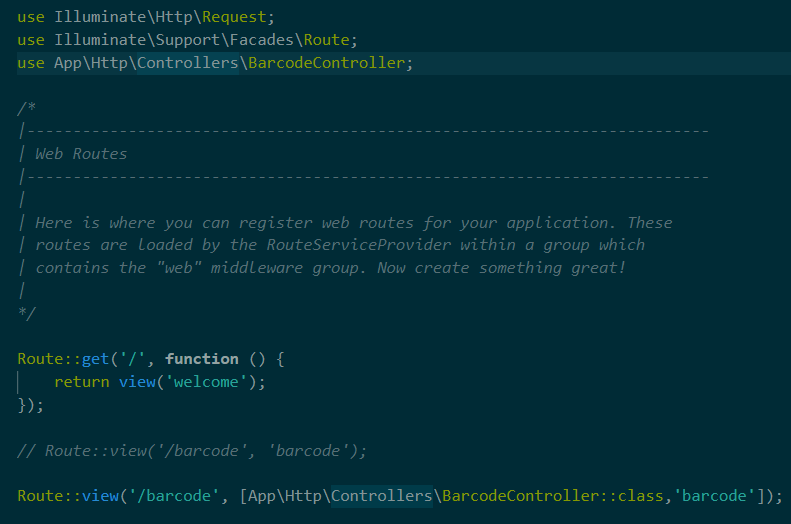 use Illuminate\Http\Request;
use Illuminate\Support\Facades\Route;
use App\Http\Controllers\BarcodeController;
/*
|--------------------------------------------------------------------------
| Web Routes
|--------------------------------------------------------------------------
|
| Here is where you can register web routes for your application. These
| routes are loaded by the RouteServiceProvider within a group which
| contains the "web" middleware group. Now create something great!
|
*/
Route::get('/', function () {
    return view('welcome');
});
// Route::view('/barcode', 'barcode');
Route::view('/barcode', [App\Http\Controllers\BarcodeController::class,'barcode']);